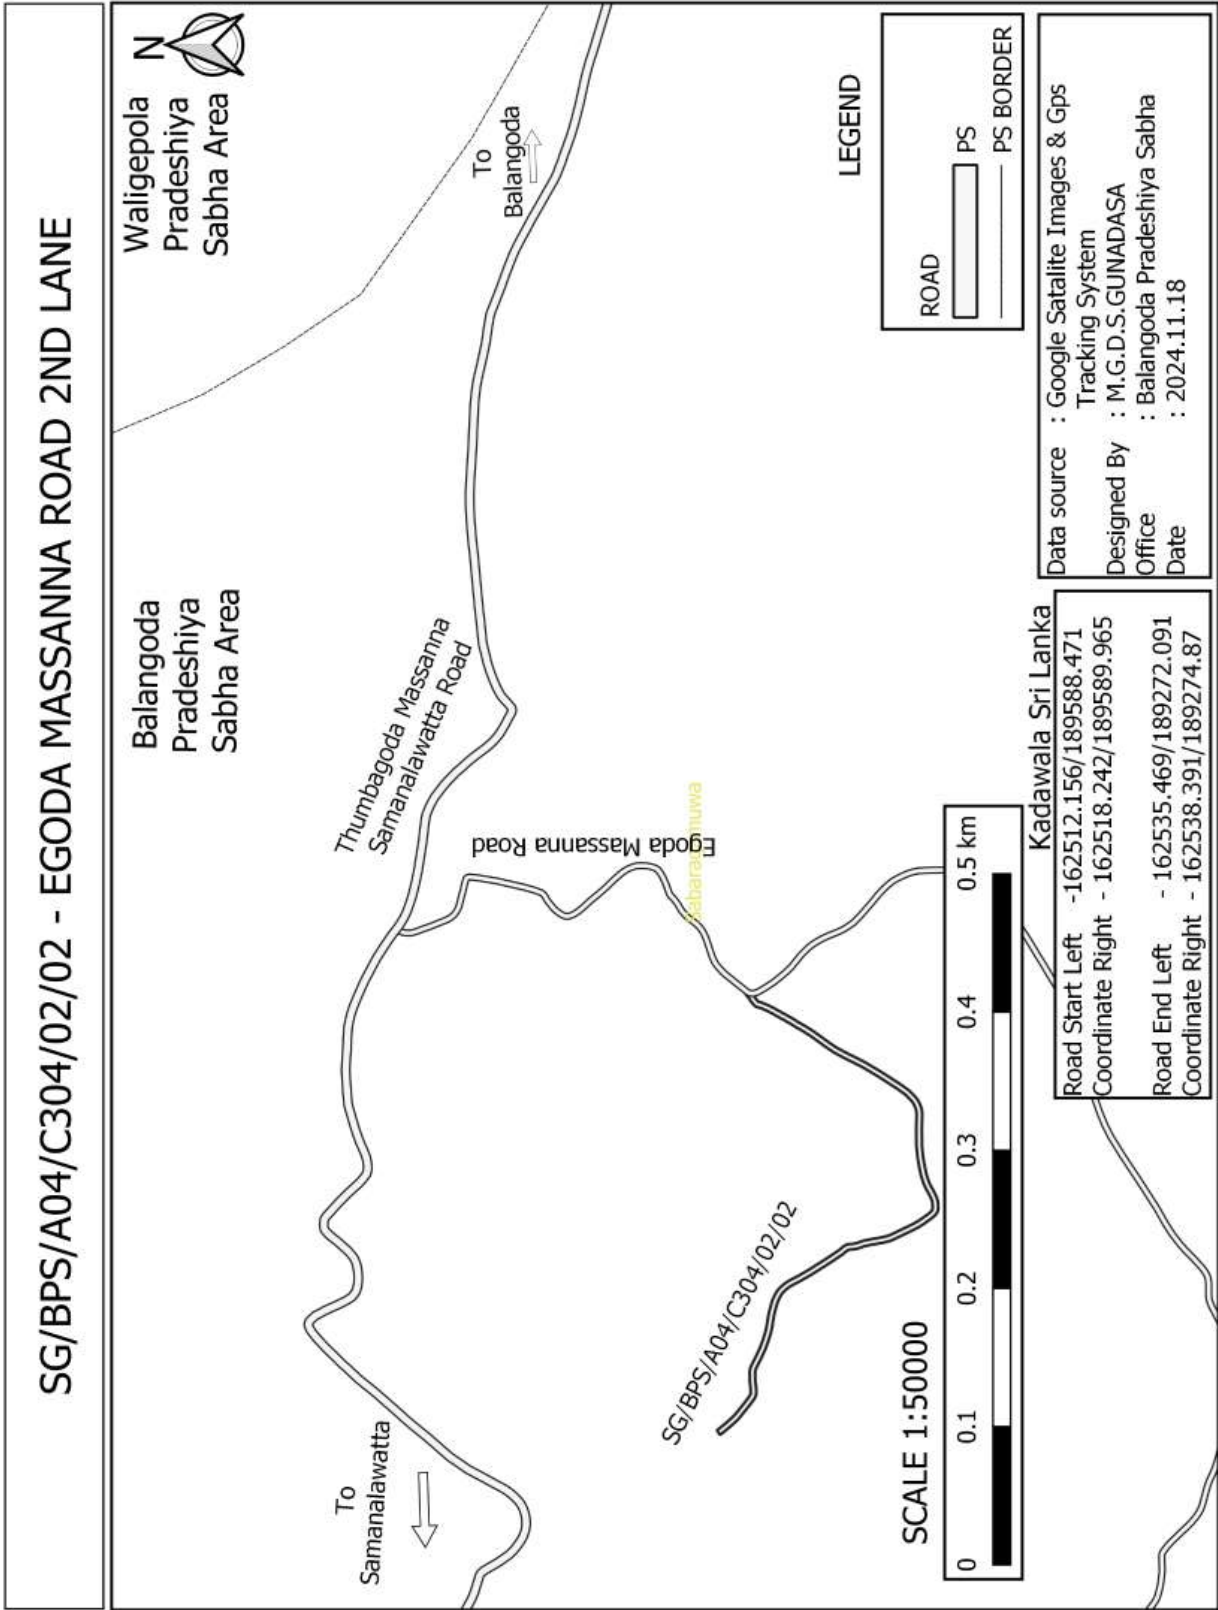 SG/BPS/A04/C304/02/02 - EGODA MASSANNA ROAD 2ND LANE
N
Waligepola
Pradeshiya
Sabha Area
Balangoda
Pradeshiya
Sabha Area
To
Balangoda
Thumbagoda Massanna
Samanalawatta Road
Egoda Massanna Road
To
Samanalawatta
SG/BPS/A04/C304/02/02
LEGEND
ROAD
PS
PS BORDER
SCALE 1:50000
0 0.1 0.2 0.3 0.4 0.5 km
Kadawala Sri Lanka
Road Start Left -162512.156/189588.471
Coordinate Right - 162518.242/189589.965
Road End Left - 162535.469/189272.091
Coordinate Right - 162538.391/189274.87
Data source : Google Satalite Images & Gps
Tracking System
Designed By : M.G.D.S.GUNADASA
Office : Balangoda Pradeshiya Sabha
Date : 2024.11.18